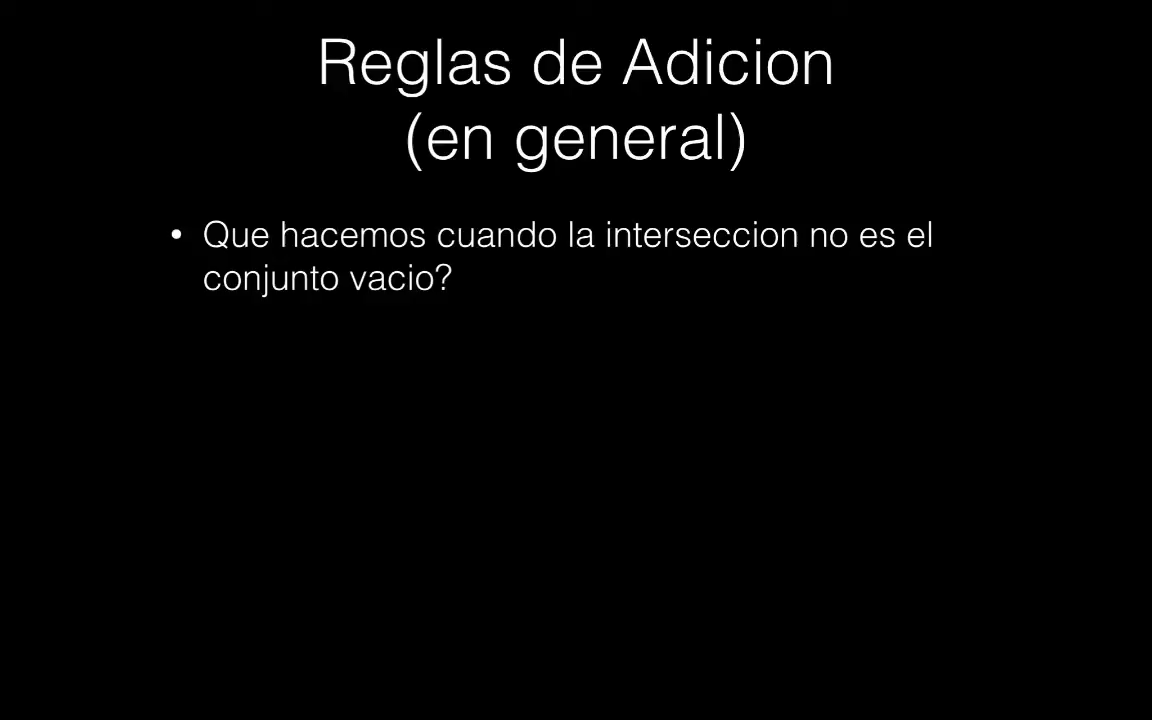 Reglas de Adicion
(en general)
• Que hacemos cuando la interseccion no es el
conjunto vacio?